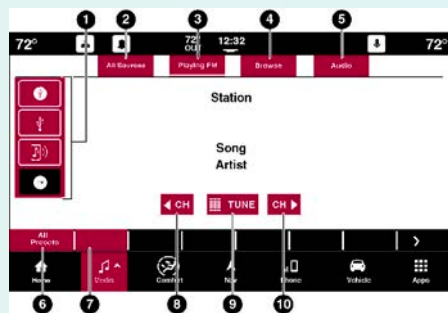 1 2 3 4 5
72° 72° OUT 12:32 72°
All Sources Playing FM Browse Audio
Station
Song
Artist
CH TUNE CH
All Presets
Home Media Comfort Nav Phone Vehicle Apps
6 7 8 9 10